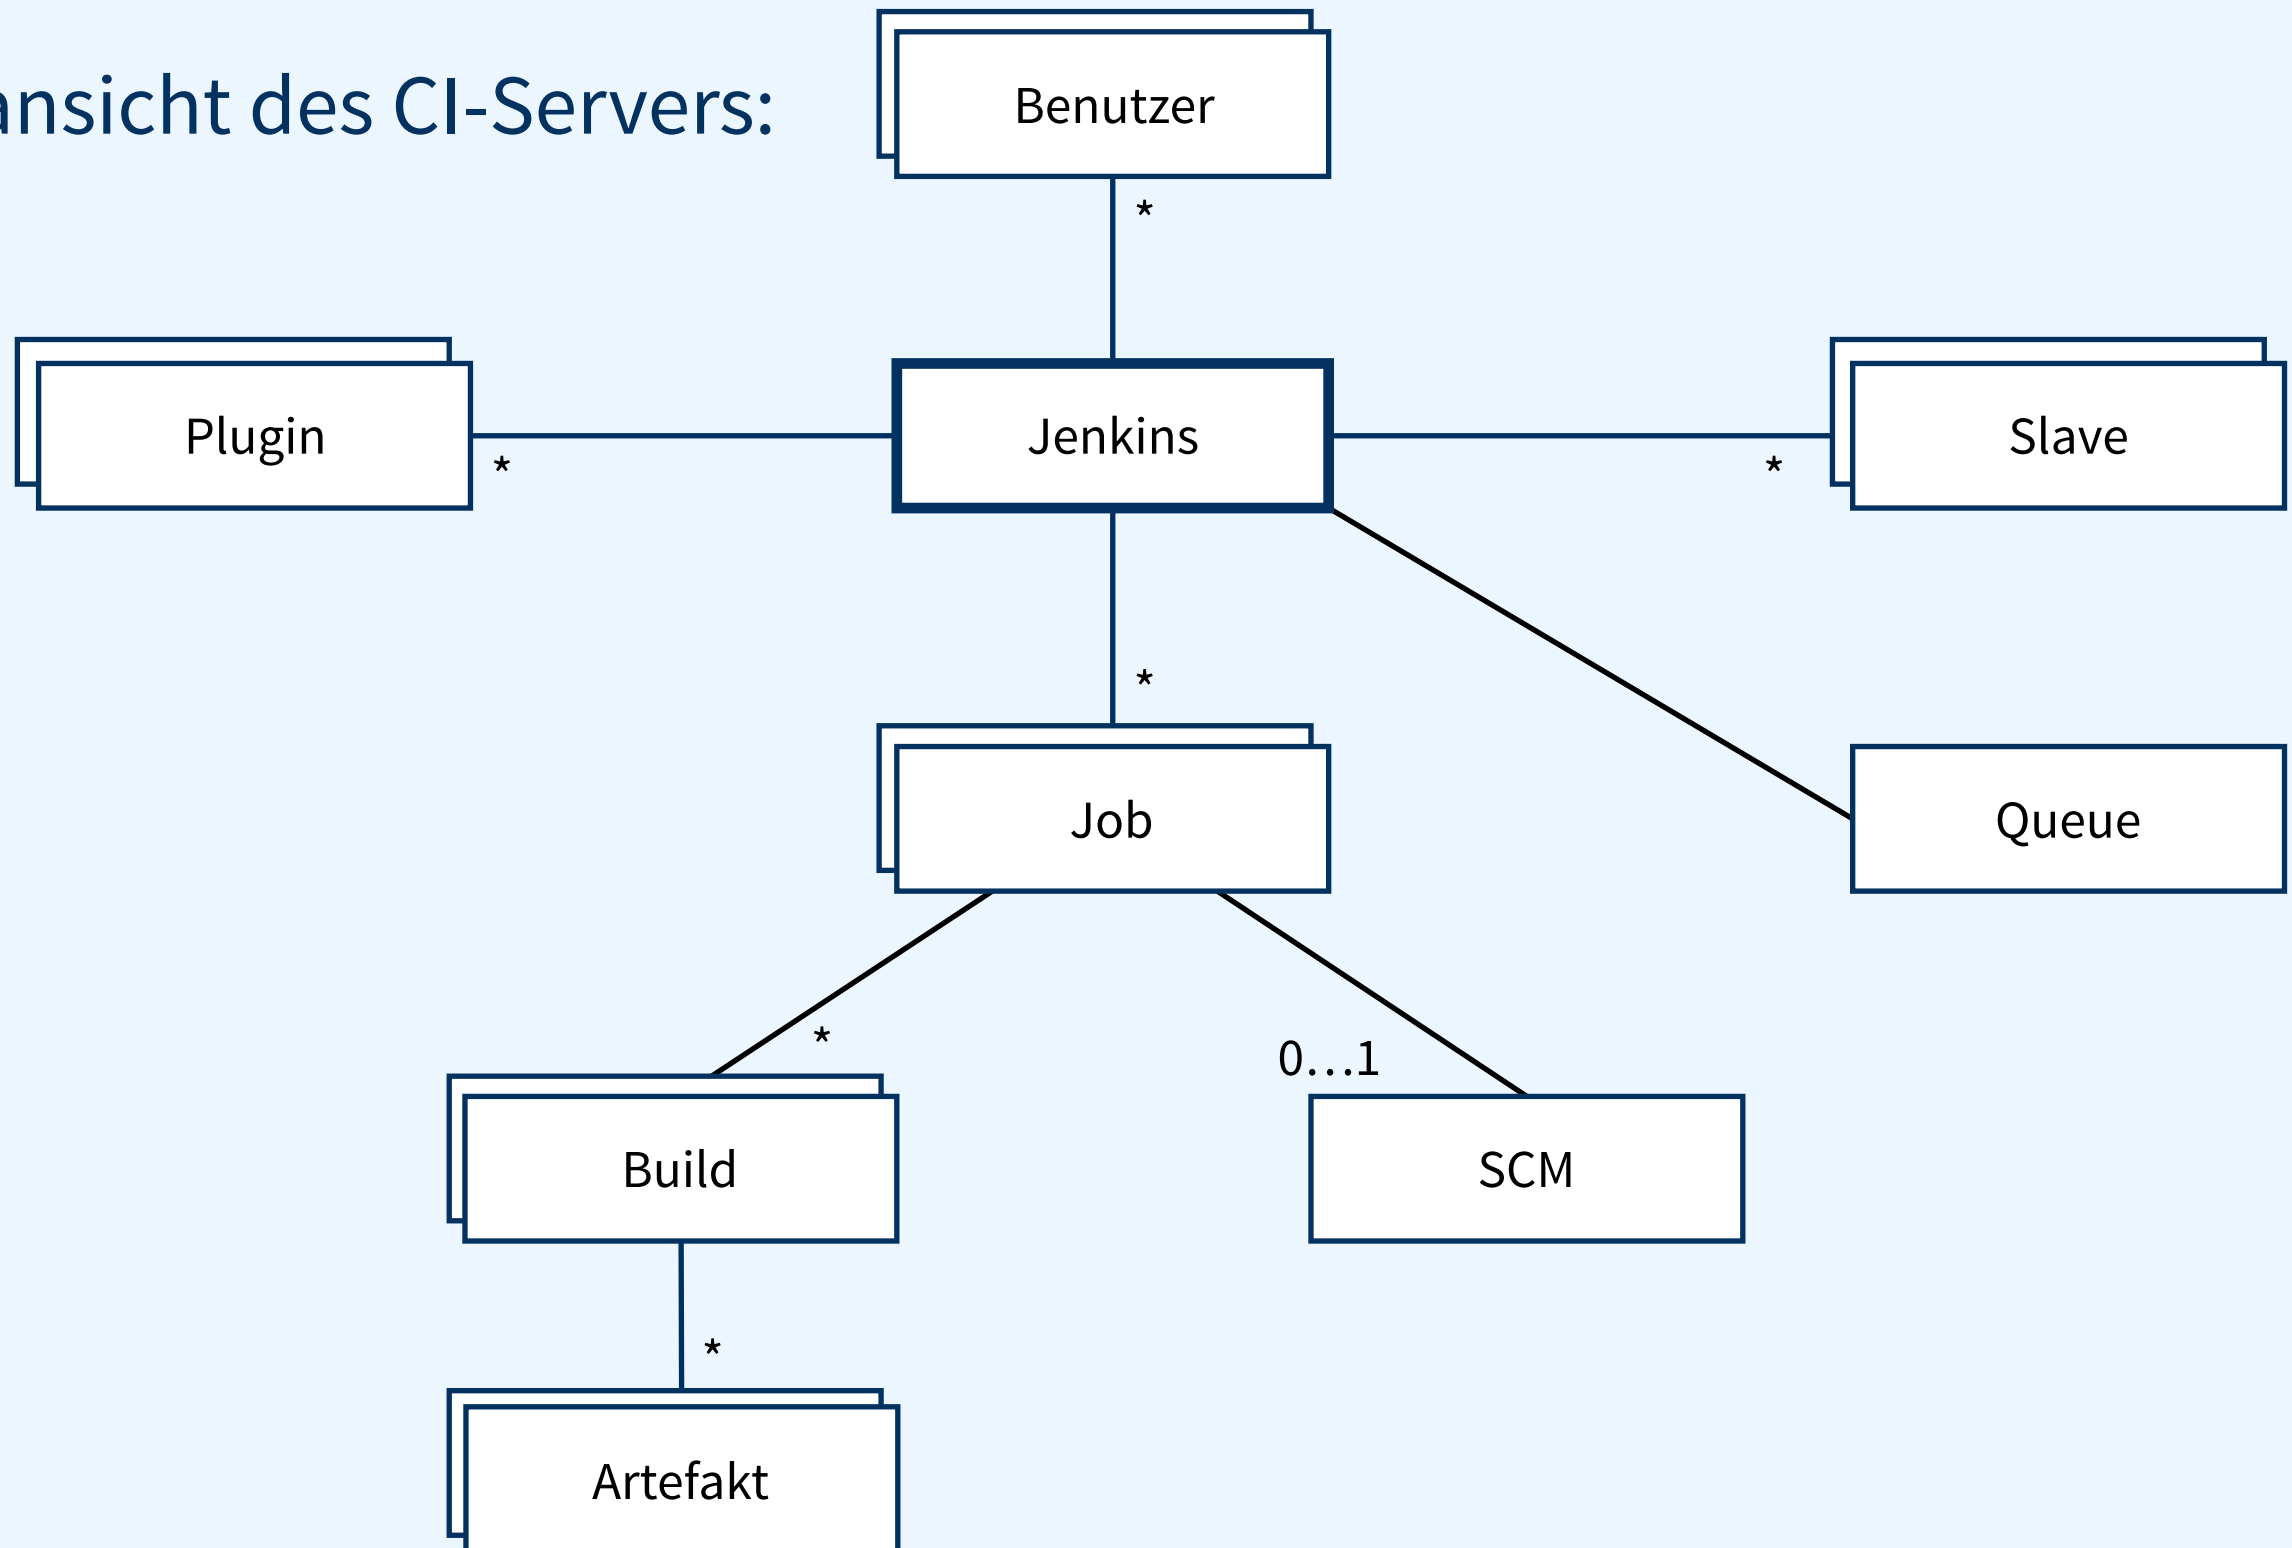 ansicht des CI-Servers:
Benutzer
*
Plugin
*
Jenkins
*
Slave
*
Job
Queue
*
0...1
Build
SCM
*
Artefakt